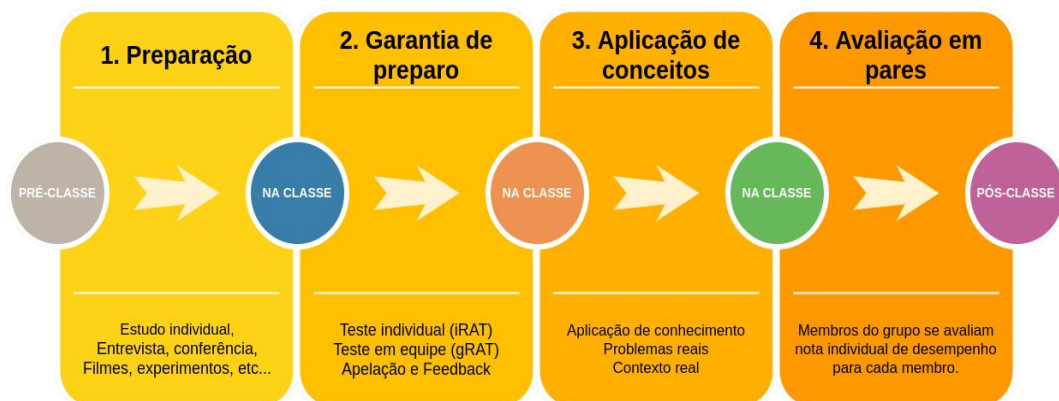 1. Preparação
2. Garantia de
preparo
3. Aplicação de
conceitos
4. Avaliação em
pares
PRÉ-CLASSE
NA CLASSE
NA CLASSE
NA CLASSE
PÓS-CLASSE
Estudo individual,
Entrevista, conferência,
Filmes, experimentos, etc...
Teste individual (iRAT)
Teste em equipe (gRAT)
Apelação e Feedback
Aplicação de conhecimento
Problemas reais
Contexto real
Membros do grupo se avaliam
nota individual de desempenho
para cada membro.